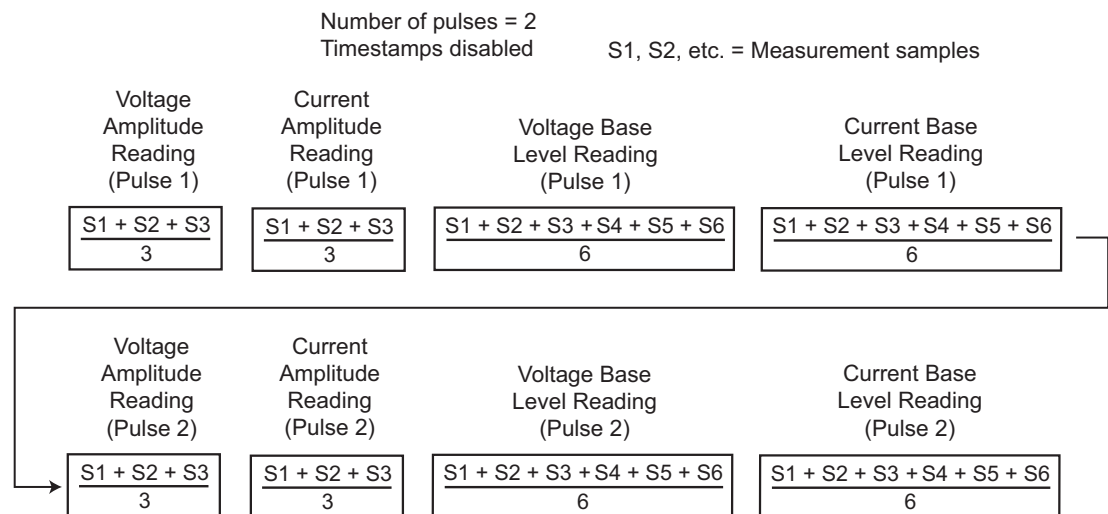 Number of pulses = 2
Timestamps disabled
S1, S2, etc. = Measurement samples
Voltage
Amplitude
Reading
(Pulse 1)
Current
Amplitude
Reading
(Pulse 1)
Voltage Base
Level Reading
(Pulse 1)
Current Base
Level Reading
(Pulse 1)
S1 + S2 + S3
3
S1 + S2 + S3
3
S1 + S2 + S3 + S4 + S5 + S6
6
S1 + S2 + S3 + S4 + S5 + S6
6
Voltage
Amplitude
Reading
(Pulse 2)
Current
Amplitude
Reading
(Pulse 2)
Voltage Base
Level Reading
(Pulse 2)
Current Base
Level Reading
(Pulse 2)
S1 + S2 + S3
3
S1 + S2 + S3
3
S1 + S2 + S3 + S4 + S5 + S6
6
S1 + S2 + S3 + S4 + S5 + S6
6